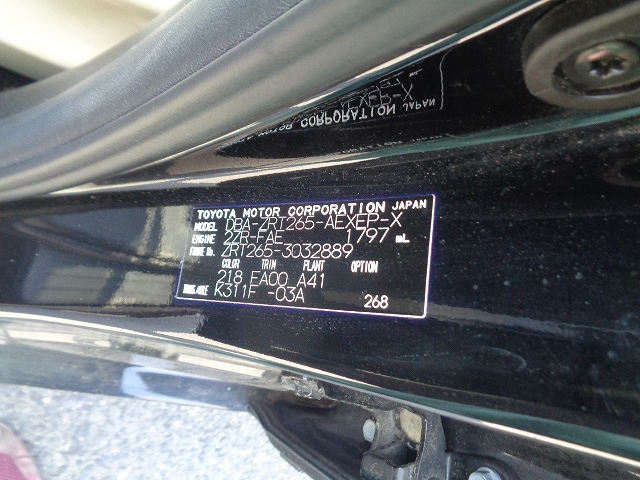 TOYOTA MOTOR CORPORATION JAPAN
MODEL DBA-ZRT265-AEXEP-X
ENGINE 2ZR-FAE 1797 mL
FRAME No. ZRT265-3032889
COLOR TRIM PLANT OPTION
218 FA00 A41
TRANS/AXLE K311F -03A 268